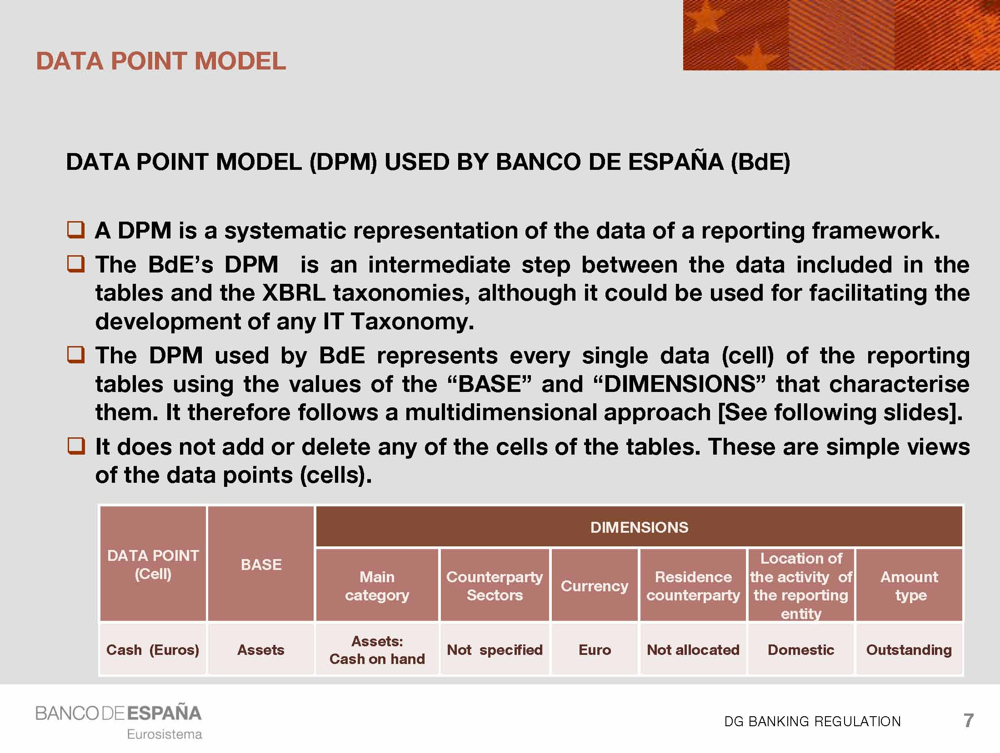 DATA POINT MODEL
DATA POINT MODEL (DPM) USED BY BANCO DE ESPAÑA (BdE)
❑ A DPM is a systematic representation of the data of a reporting framework.
❑ The BdE’s DPM is an intermediate step between the data included in the
tables and the XBRL taxonomies, although it could be used for facilitating the
development of any IT Taxonomy.
❑ The DPM used by BdE represents every single data (cell) of the reporting
tables using the values of the “BASE” and “DIMENSIONS” that characterise
them. It therefore follows a multidimensional approach [See following slides].
❑ It does not add or delete any of the cells of the tables. These are simple views
of the data points (cells).
DATA POINT
(Cell)
BASE
DIMENSIONS
Main
category
Counterparty
Sectors
Currency
Residence
counterparty
Location of
the activity of
the reporting
entity
Amount
type
Cash (Euros)
Assets
Assets:
Cash on hand
Not specified
Euro
Not allocated
Domestic
Outstanding
BANCO DE ESPAÑA
Eurosistema
DG BANKING REGULATION
7